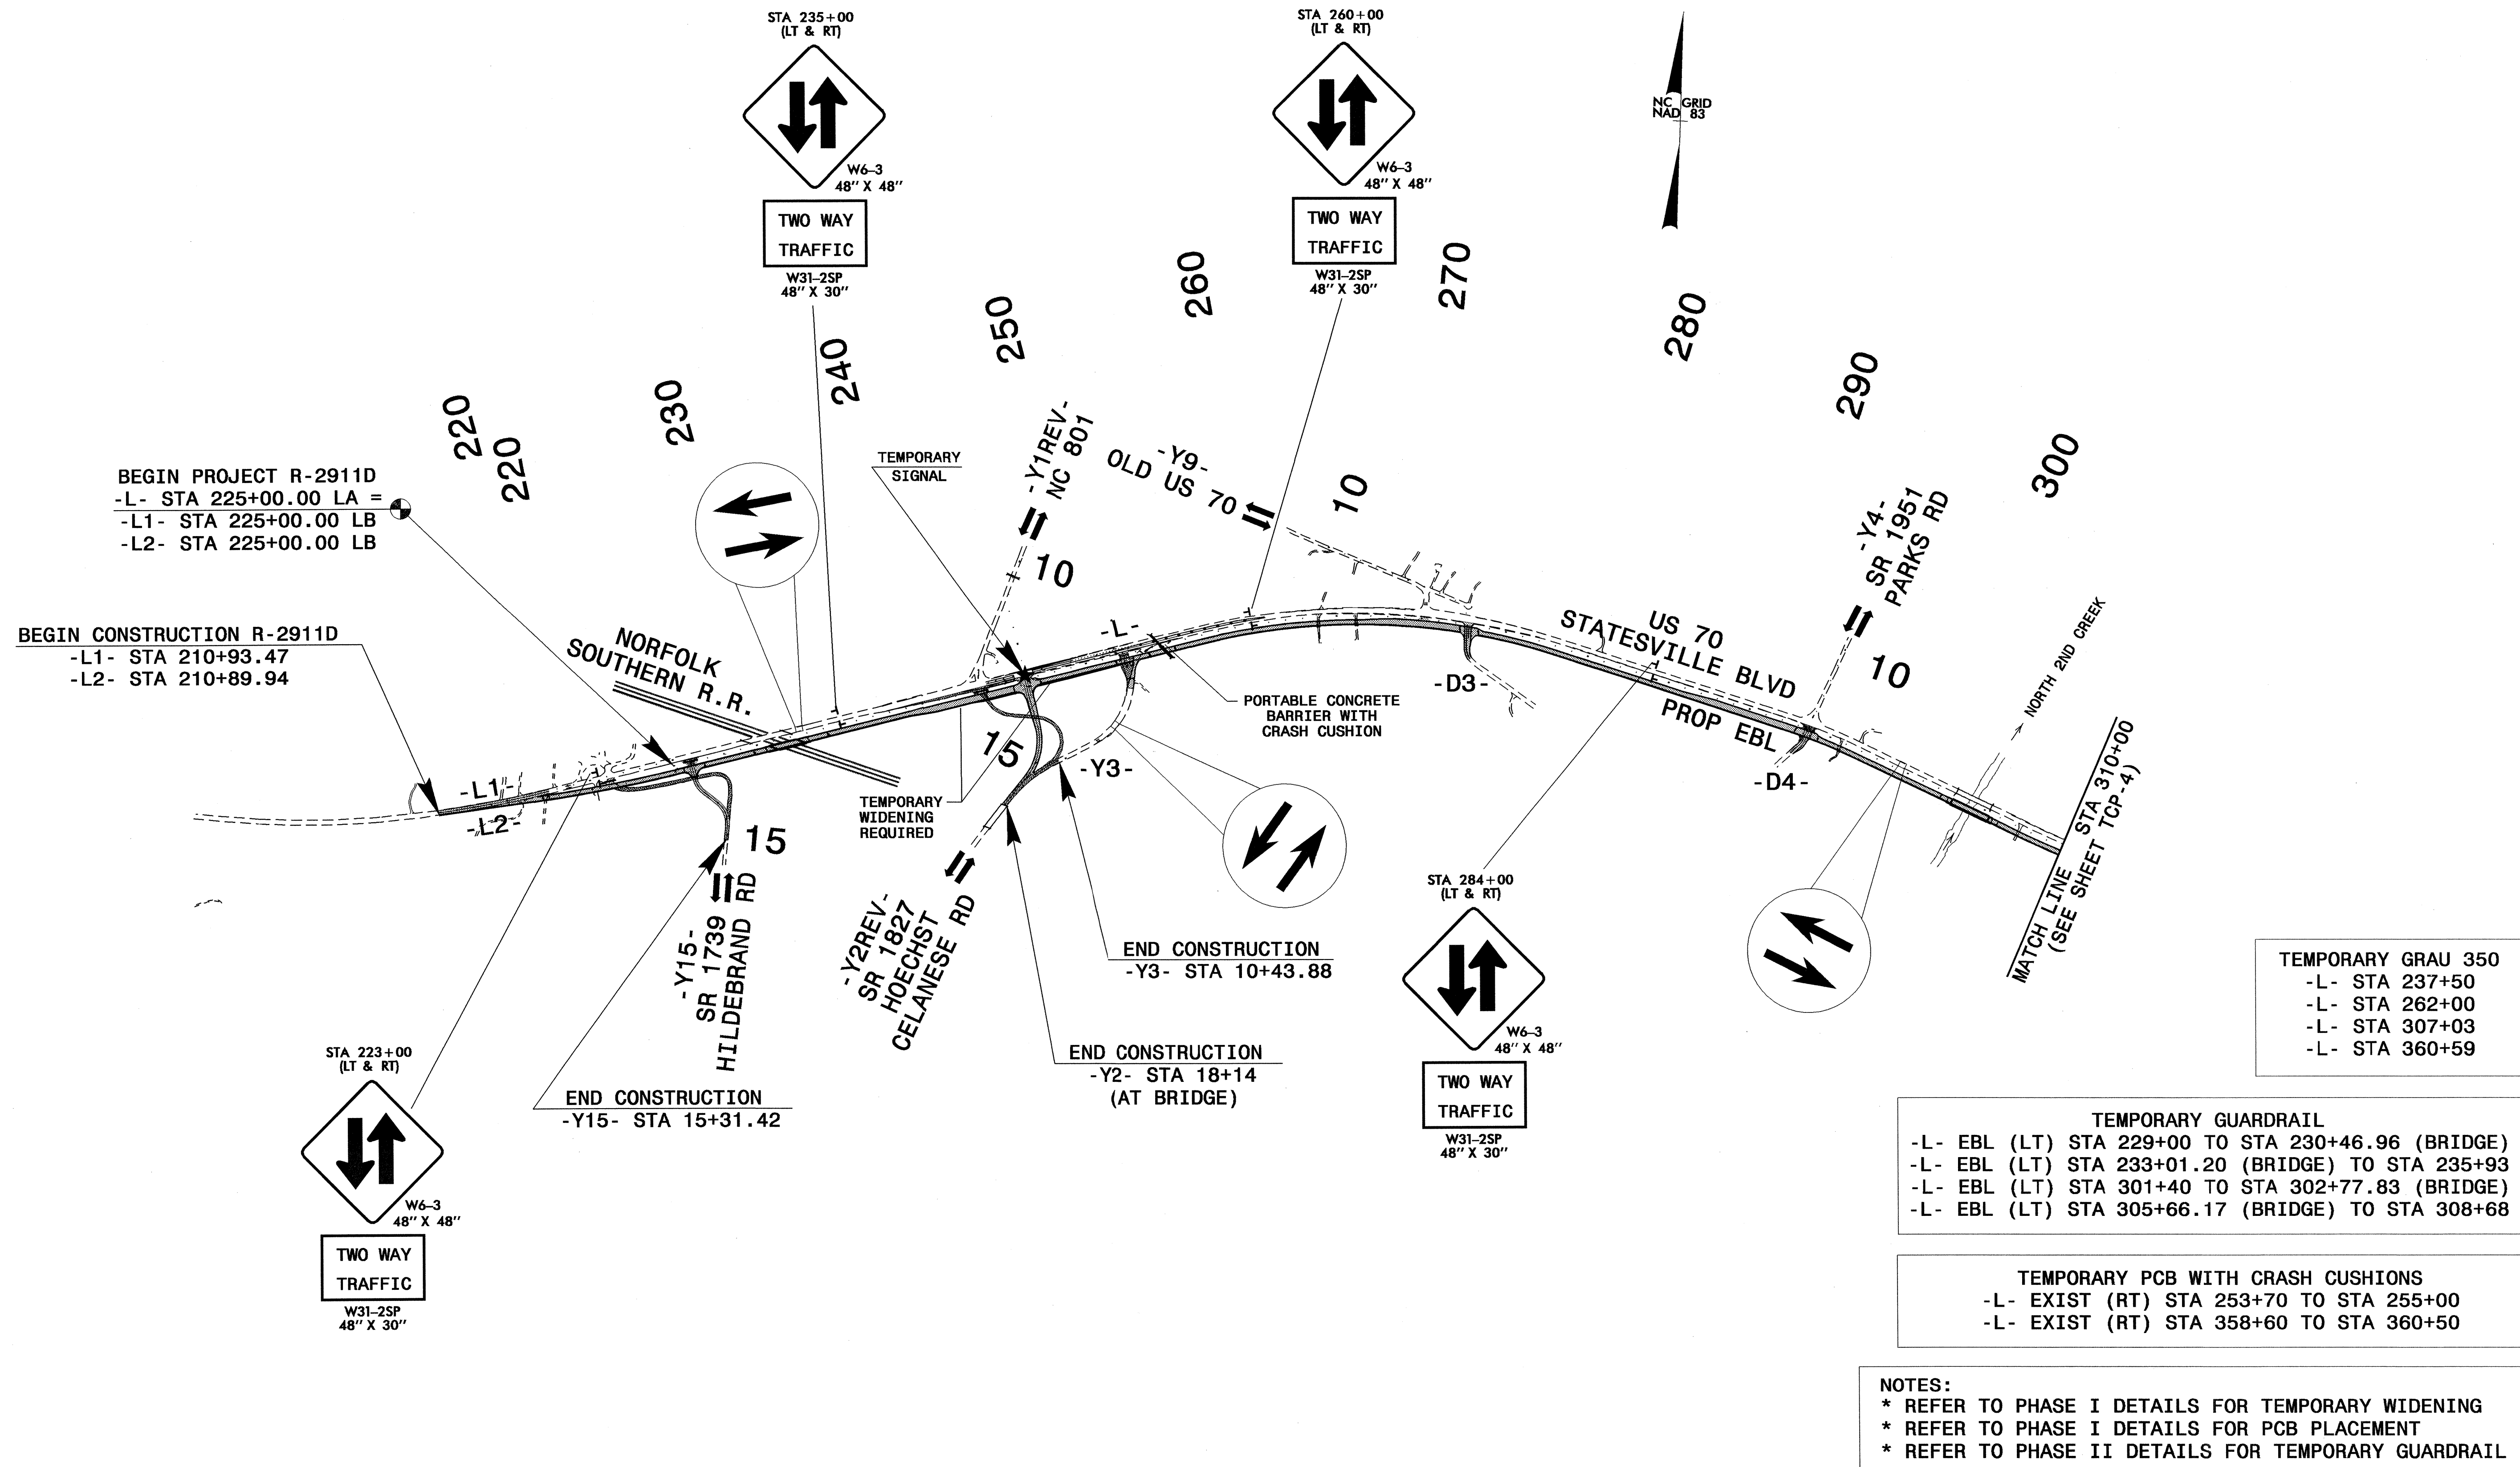 STA 235+00
(LT & RT)
W6-3
48" X 48"
TWO WAY
TRAFFIC
W31-2SP
48" X 30"
STA 260+00
(LT & RT)
W6-3
48" X 48"
TWO WAY
TRAFFIC
W31-2SP
48" X 30"
NC GRID
NAD 83
220
220
230
240
250
260
270
280
290
300
BEGIN PROJECT R-2911D
-L- STA 225+00.00 LA =
-L1- STA 225+00.00 LB
-L2- STA 225+00.00 LB
BEGIN CONSTRUCTION R-2911D
-L1- STA 210+93.47
-L2- STA 210+89.94
TEMPORARY
SIGNAL
-Y1REV-
NC 801
10
-Y9-
OLD US 70
10
-Y4-
SR 1951
PARKS RD
10
NORFOLK
SOUTHERN R.R.
-L-
US 70
STATESVILLE BLVD
PROP EBL
NORTH 2ND CREEK
PORTABLE CONCRETE
BARRIER WITH
CRASH CUSHION
-D3-
-D4-
-L1-
-L2-
15
-Y3-
15
TEMPORARY
WIDENING
REQUIRED
MATCH LINE STA 310+00
(SEE SHEET TCP-4)
-Y15-
SR 1739
HILDEBRAND RD
-Y2REV-
SR 1827
HOECHST
CELANESE RD
END CONSTRUCTION
-Y3- STA 10+43.88
END CONSTRUCTION
-Y2- STA 18+14
(AT BRIDGE)
END CONSTRUCTION
-Y15- STA 15+31.42
STA 284+00
(LT & RT)
W6-3
48" X 48"
TWO WAY
TRAFFIC
W31-2SP
48" X 30"
STA 223+00
(LT & RT)
W6-3
48" X 48"
TWO WAY
TRAFFIC
W31-2SP
48" X 30"
TEMPORARY GRAU 350
-L- STA 237+50
-L- STA 262+00
-L- STA 307+03
-L- STA 360+59
TEMPORARY GUARDRAIL
-L- EBL (LT) STA 229+00 TO STA 230+46.96 (BRIDGE)
-L- EBL (LT) STA 233+01.20 (BRIDGE) TO STA 235+93
-L- EBL (LT) STA 301+40 TO STA 302+77.83 (BRIDGE)
-L- EBL (LT) STA 305+66.17 (BRIDGE) TO STA 308+68
TEMPORARY PCB WITH CRASH CUSHIONS
-L- EXIST (RT) STA 253+70 TO STA 255+00
-L- EXIST (RT) STA 358+60 TO STA 360+50
NOTES:
* REFER TO PHASE I DETAILS FOR TEMPORARY WIDENING
* REFER TO PHASE I DETAILS FOR PCB PLACEMENT
* REFER TO PHASE II DETAILS FOR TEMPORARY GUARDRAIL